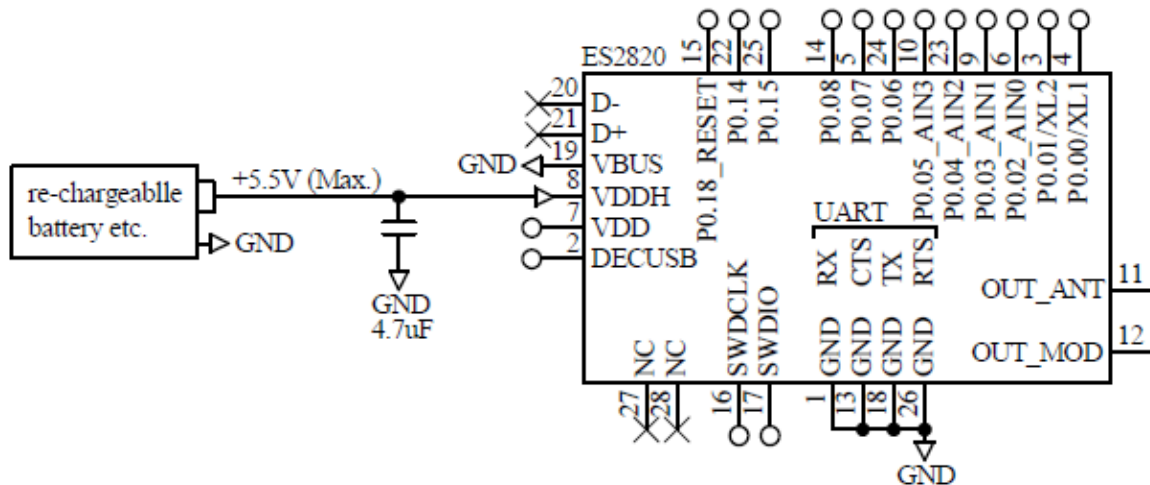 15
22
25
14
5
24
10
23
9
6
3
4
ES2820
P0.18_RESET
P0.14
P0.15
P0.08
P0.07
P0.06
P0.05_AIN3
P0.04_AIN2
P0.03_AIN1
P0.02_AIN0
P0.01/XL2
P0.00/XL1
20
D-
21
D+
GND
19
VBUS
re-chargeablle
battery etc.
+5.5V (Max.)
8
VDDH
7
VDD
GND
2
DECUSB
GND
4.7uF
UART
RX
CTS
TX
RTS
OUT_ANT
11
OUT_MOD
12
NC
NC
SWDCLK
SWDIO
GND
GND
GND
GND
27
28
16
17
1
13
18
26
GND